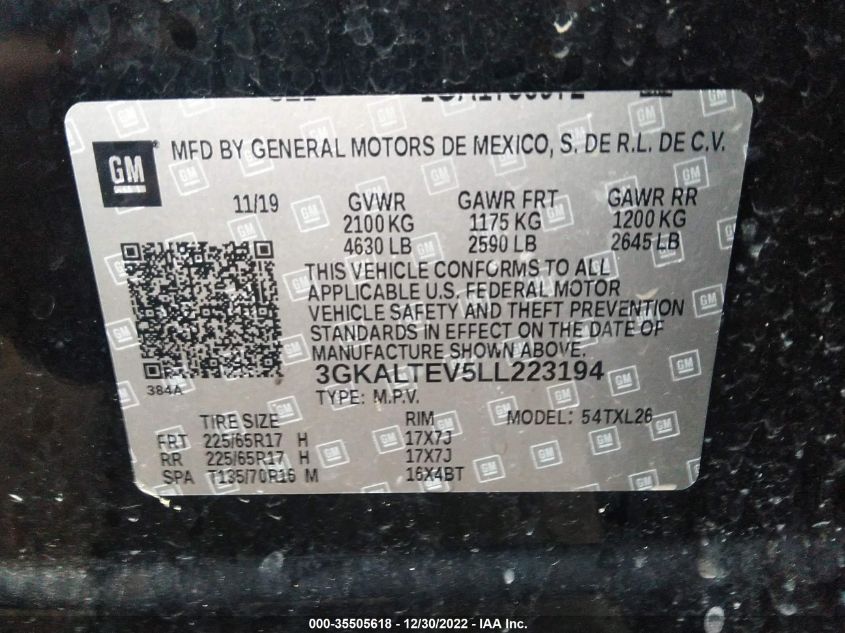 GM
MFD BY GENERAL MOTORS DE MEXICO, S. DE R.L. DE C.V.
11/19 GVWR GAWR FRT GAWR RR
2100 KG 1175 KG 1200 KG
4630 LB 2590 LB 2645 LB
THIS VEHICLE CONFORMS TO ALL
APPLICABLE U.S. FEDERAL MOTOR
VEHICLE SAFETY AND THEFT PREVENTION
STANDARDS IN EFFECT ON THE DATE OF
MANUFACTURE SHOWN ABOVE.
384A
3GKALTEV5LL223194
TYPE: M.P.V.
TIRE SIZE RIM MODEL: 54TXL26
FRT 225/65R17 H 17X7J
RR 225/65R17 H 17X7J
SPA T135/70R16 M 16X4BT
000-35505618 - 12/30/2022 - IAA Inc.